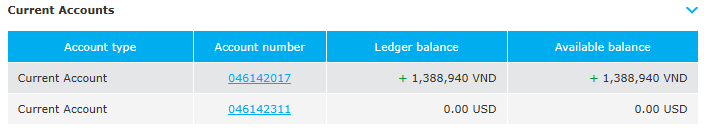 Current Accounts
Account type Account number Ledger balance Available balance
Current Account 046142017 + 1,388,940 VND + 1,388,940 VND
Current Account 046142311 0.00 USD 0.00 USD